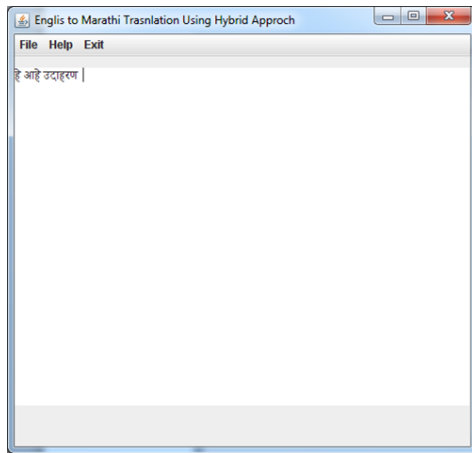 Englis to Marathi Trasnlation Using Hybrid Approch
File Help Exit
हे आहे उदाहरण